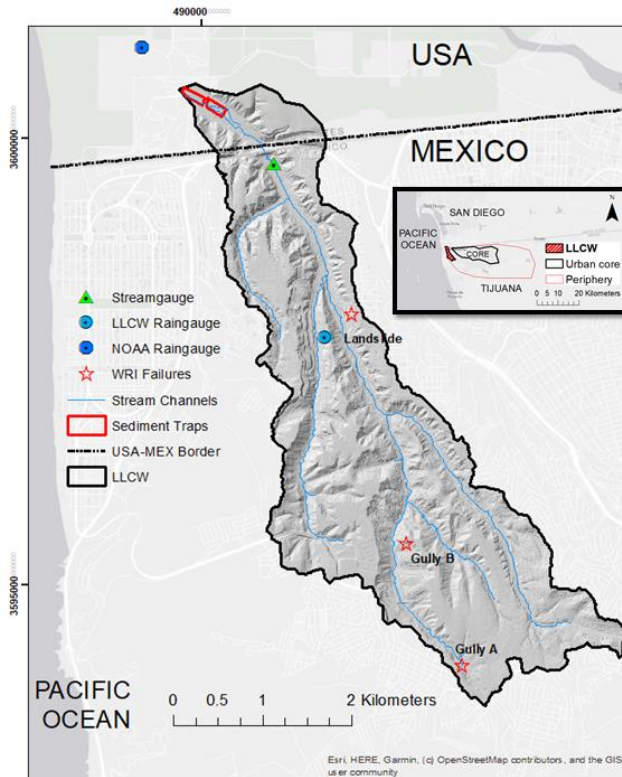 490000
USA
3600000
MEXICO
N
SAN DIEGO
PACIFIC
OCEAN
CORE
TIJUANA
LLCW
Urban core
Periphery
0 5 10 20 Kilometers
Streamgauge
LLCW Raingauge
NOAA Raingauge
WRI Failures
Stream Channels
Sediment Traps
USA-MEX Border
LLCW
Landslide
Gully B
3595000
Gully A
PACIFIC
OCEAN
0 0.5 1 2 Kilometers
Esri, HERE, Garmin, (c) OpenStreetMap contributors, and the GIS
user community